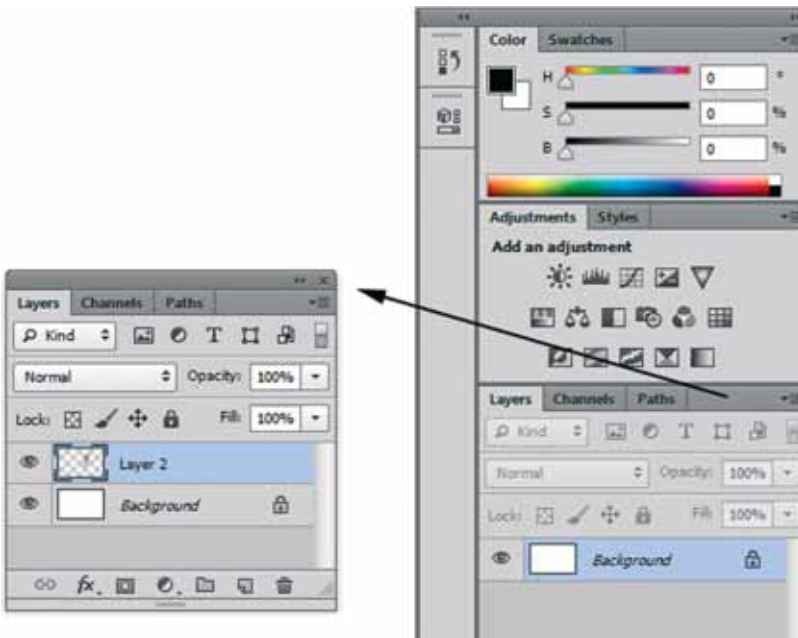 Color Swatches
H 0 °
S 0 %
B 0 %
Adjustments Styles
Add an adjustment
Layers Channels Paths
Kind
Normal Opacity: 100%
Lock: Fill: 100%
Layer 2
Background
fx
Layers Channels Paths
Kind
Normal Opacity: 100%
Lock: Fill: 100%
Background